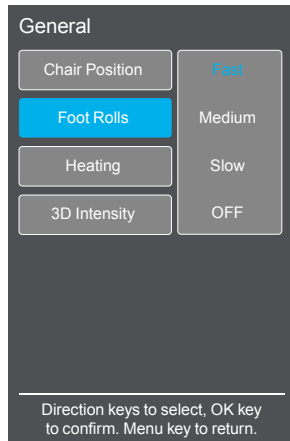 General
Chair Position
Fast
Foot Rolls
Medium
Heating
Slow
3D Intensity
OFF
Direction keys to select, OK key
to confirm. Menu key to return.